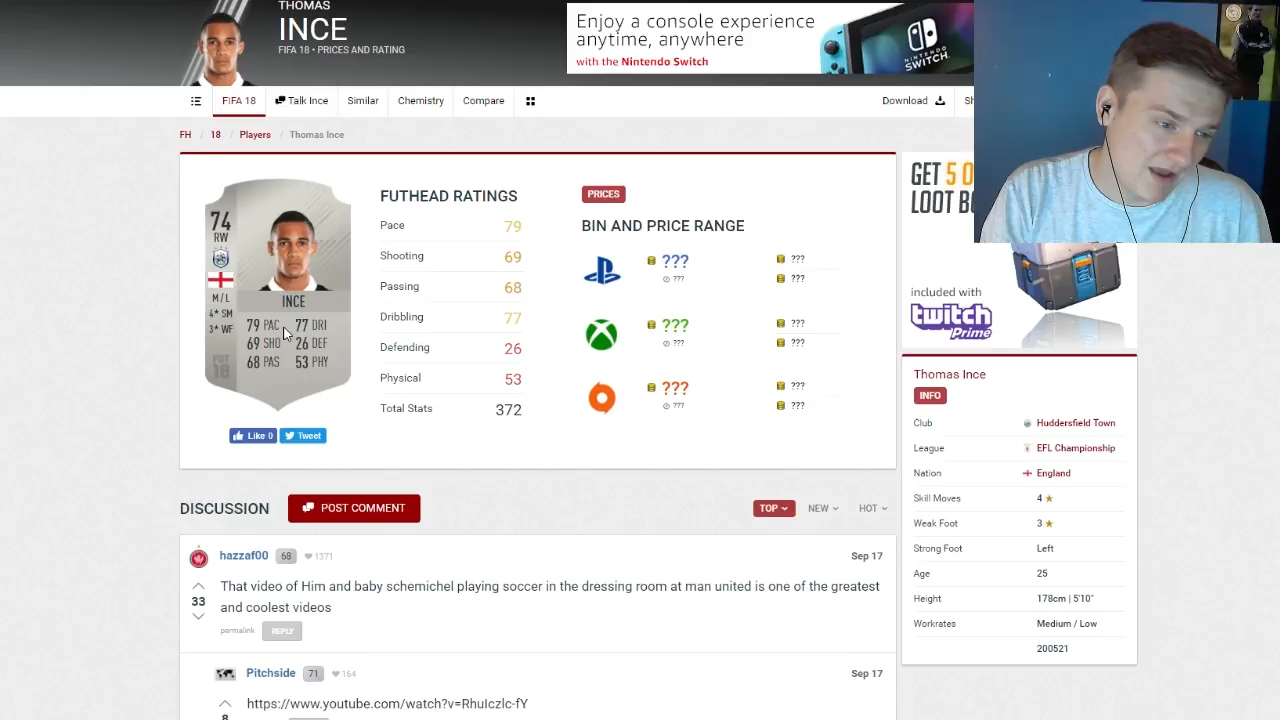 THOMAS
INCE
FIFA 18 • PRICES AND RATING
Enjoy a console experience
anytime, anywhere
with the Nintendo Switch
NINTENDO
SWITCH
FIFA 18
Talk Ince
Similar
Chemistry
Compare
Download
FH / 18 / Players / Thomas Ince
74
RW
M/L
4* SM
3* WF
INCE
79 PAC 77 DRI
69 SHO 26 DEF
68 PAS 53 PHY
FUT
18
Like 0
Tweet
FUTHEAD RATINGS
Pace 79
Shooting 69
Passing 68
Dribbling 77
Defending 26
Physical 53
Total Stats 372
PRICES
BIN AND PRICE RANGE
??? ???
??? ???
??? ???
??? ???
??? ???
??? ???
GET 5 O
LOOT B
included with
twitch
Prime
Thomas Ince
INFO
Club Huddersfield Town
League EFL Championship
Nation England
Skill Moves 4 ★
Weak Foot 3 ★
Strong Foot Left
Age 25
Height 178cm | 5'10"
Workrates Medium / Low
200521
DISCUSSION
POST COMMENT
TOP
NEW
HOT
hazzaf00 68 1371 Sep 17
33
That video of Him and baby schemichel playing soccer in the dressing room at man united is one of the greatest
and coolest videos
permalink REPLY
Pitchside 71 164 Sep 17
https://www.youtube.com/watch?v=RhuIczlc-fY
8